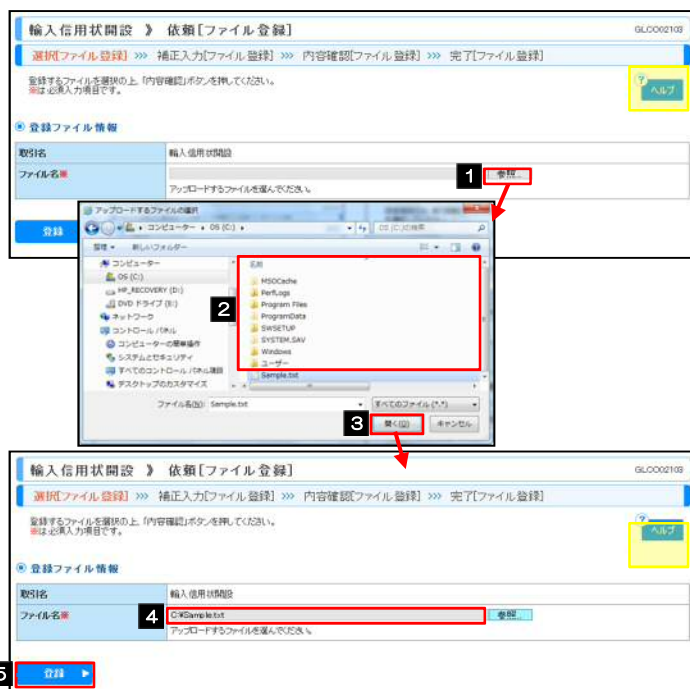 輸入信用状開設 》 依頼[ファイル登録]
GLCO02103
選択[ファイル登録] >>> 補正入力[ファイル登録] >>> 内容確認[ファイル登録] >>> 完了[ファイル登録]
登録するファイルを選択の上、「内容確認」ボタンを押してください。
※は必須入力項目です。
?
ヘルプ
登録ファイル情報
取引名
輸入信用状開設
ファイル名※
1
参照...
アップロードするファイルを選んでください。
登録
アップロードするファイルの選択
コンピューター ▸ OS (C:) ▸
OS (C:)の検索
整理 ▾ 新しいフォルダー
コンピューター
OS (C:)
HP_RECOVERY (D:)
DVD ドライブ (E:)
ネットワーク
コントロール パネル
コンピューターの簡単操作
システムとセキュリティ
すべてのコントロール パネル項目
デスクトップのカスタマイズ
2
名前
MSOCache
PerfLogs
Program Files
ProgramData
SWSETUP
SYSTEM.SAV
Windows
ユーザー
Sample.txt
ファイル名(N): Sample.txt
すべてのファイル (*.*)
3
開く(O)
キャンセル
輸入信用状開設 》 依頼[ファイル登録]
GLCO02103
選択[ファイル登録] >>> 補正入力[ファイル登録] >>> 内容確認[ファイル登録] >>> 完了[ファイル登録]
登録するファイルを選択の上、「内容確認」ボタンを押してください。
※は必須入力項目です。
?
ヘルプ
登録ファイル情報
取引名
輸入信用状開設
ファイル名※
4
C:¥Sample.txt
参照...
アップロードするファイルを選んでください。
5
登録 ▶